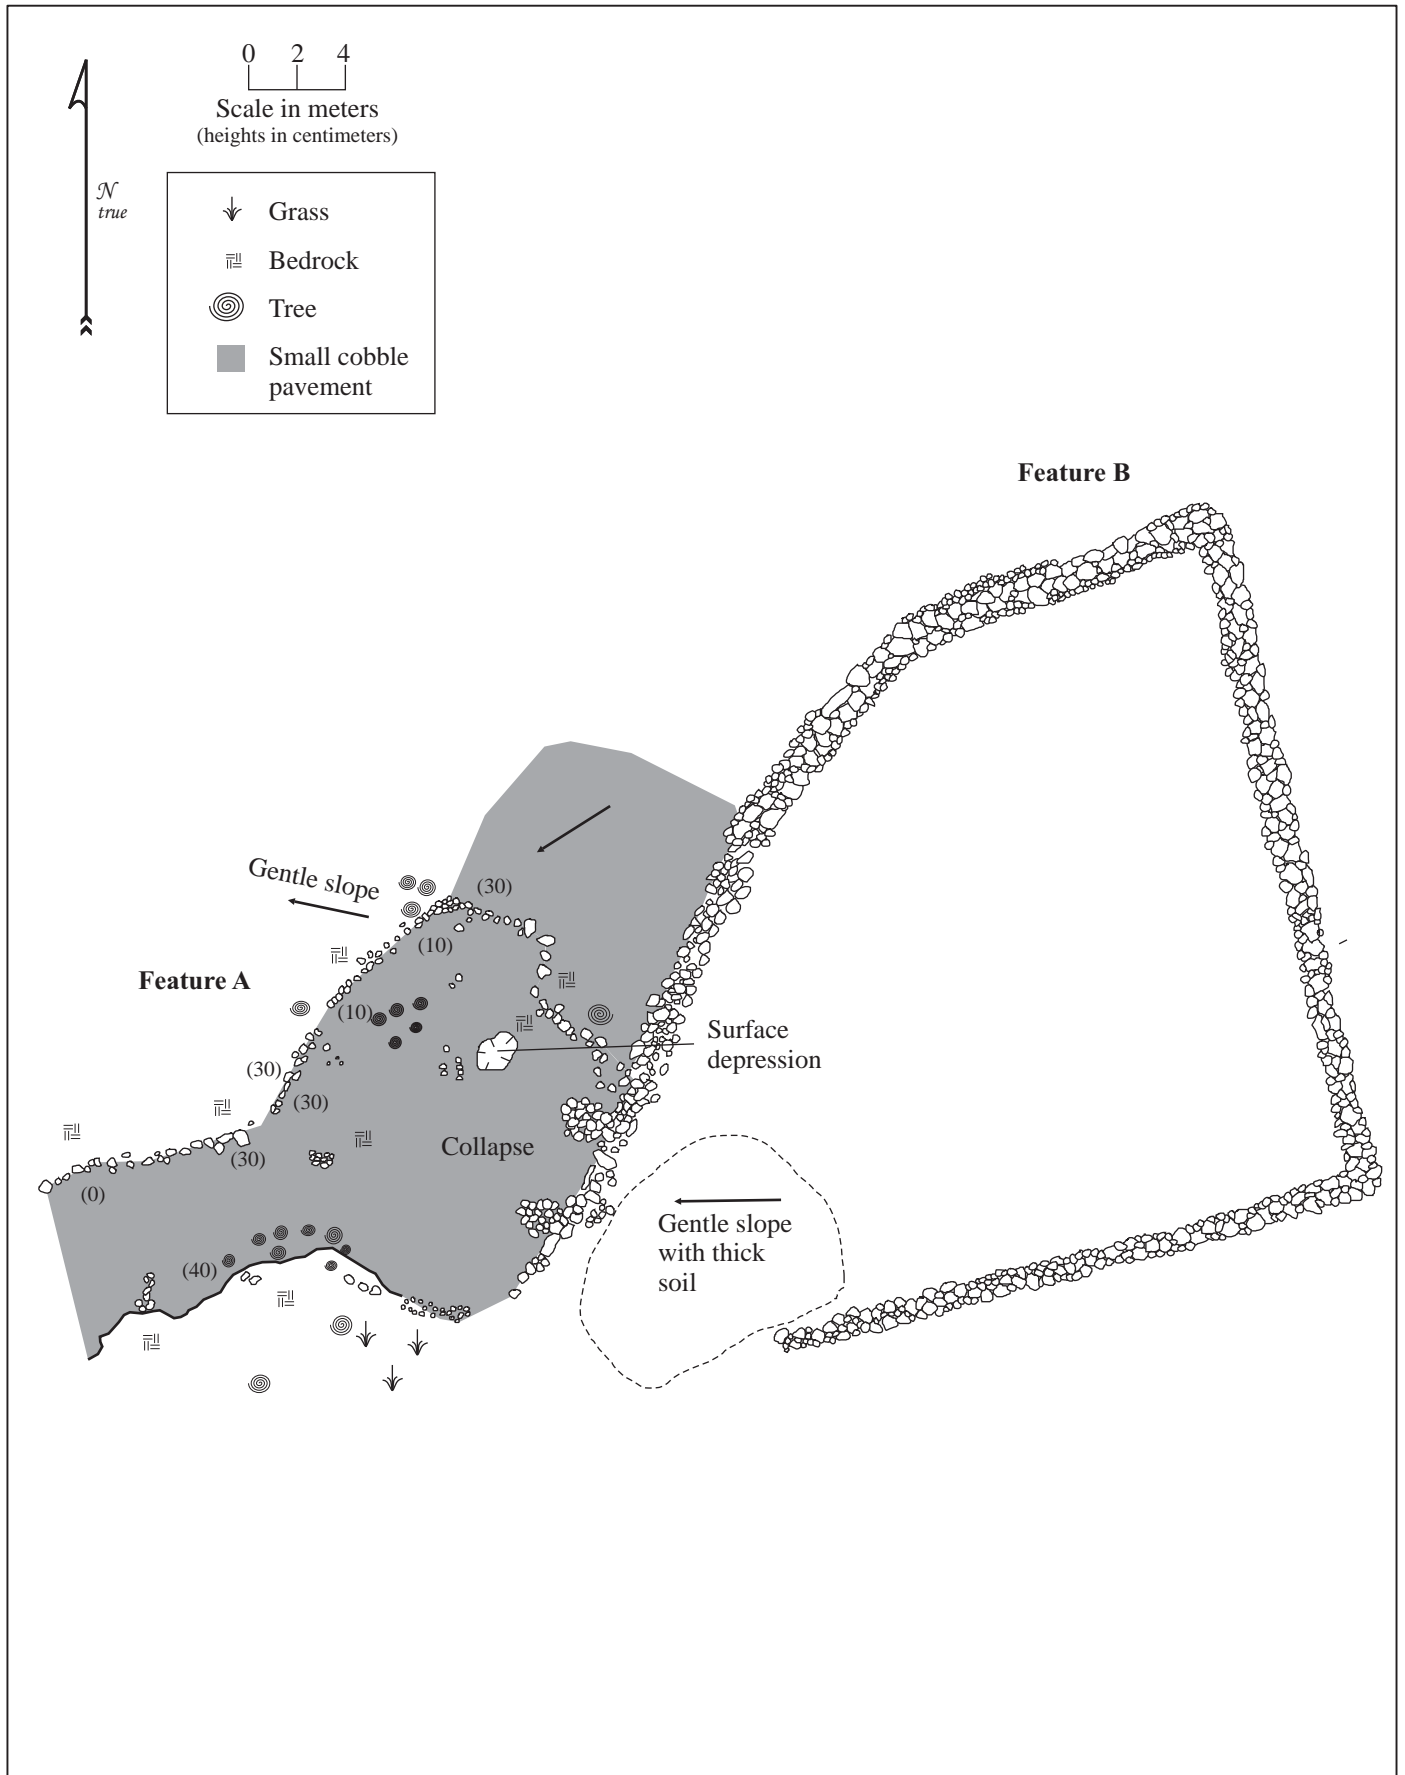 0 2 4
Scale in meters
(heights in centimeters)
N
true
Grass
Bedrock
Tree
Small cobble
pavement
Feature B
Gentle slope
(30)
(10)
Feature A
(10)
Surface
depression
(30)
(30)
Collapse
(30)
(0)
Gentle slope
with thick
soil
(40)